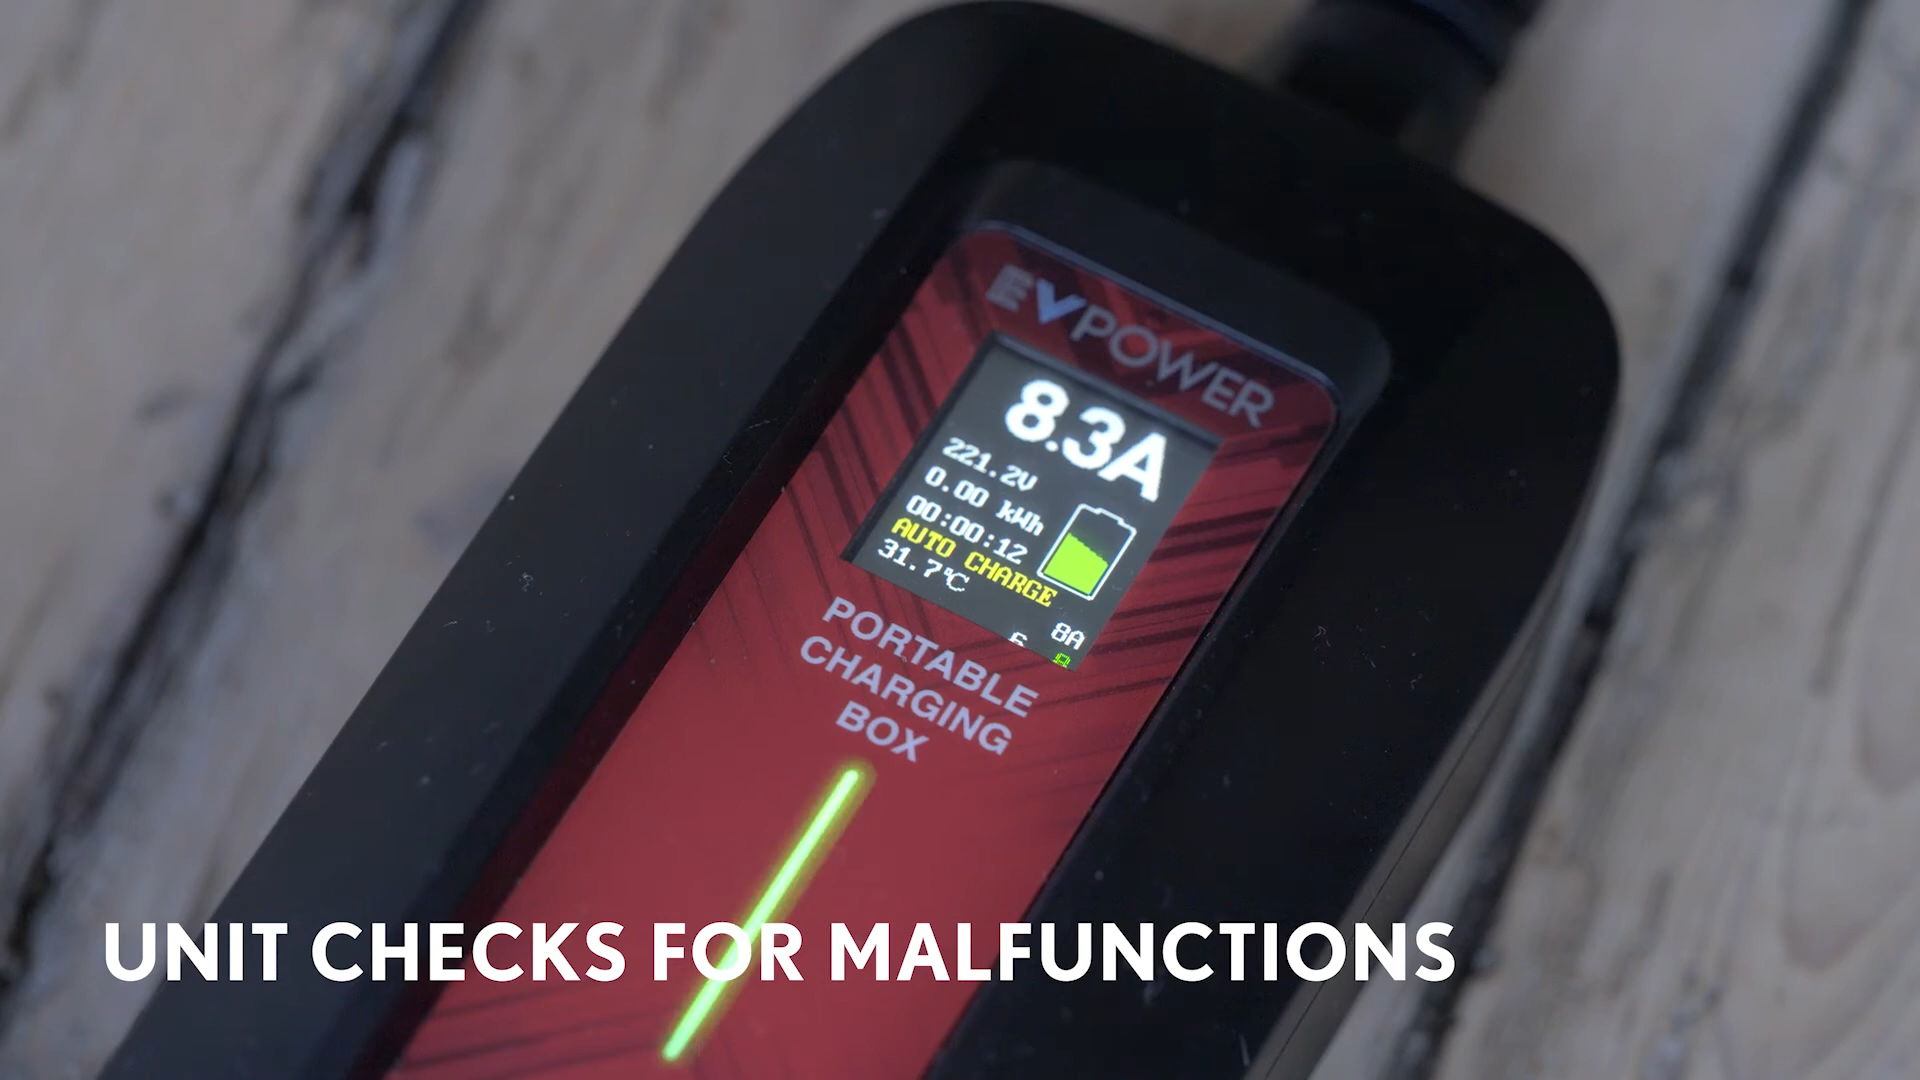 EVPOWER
8.3A
221.2V
0.00 kWh
00:00:12
AUTO CHARGE
31.7℃
8A
PORTABLE
CHARGING
BOX
UNIT CHECKS FOR MALFUNCTIONS